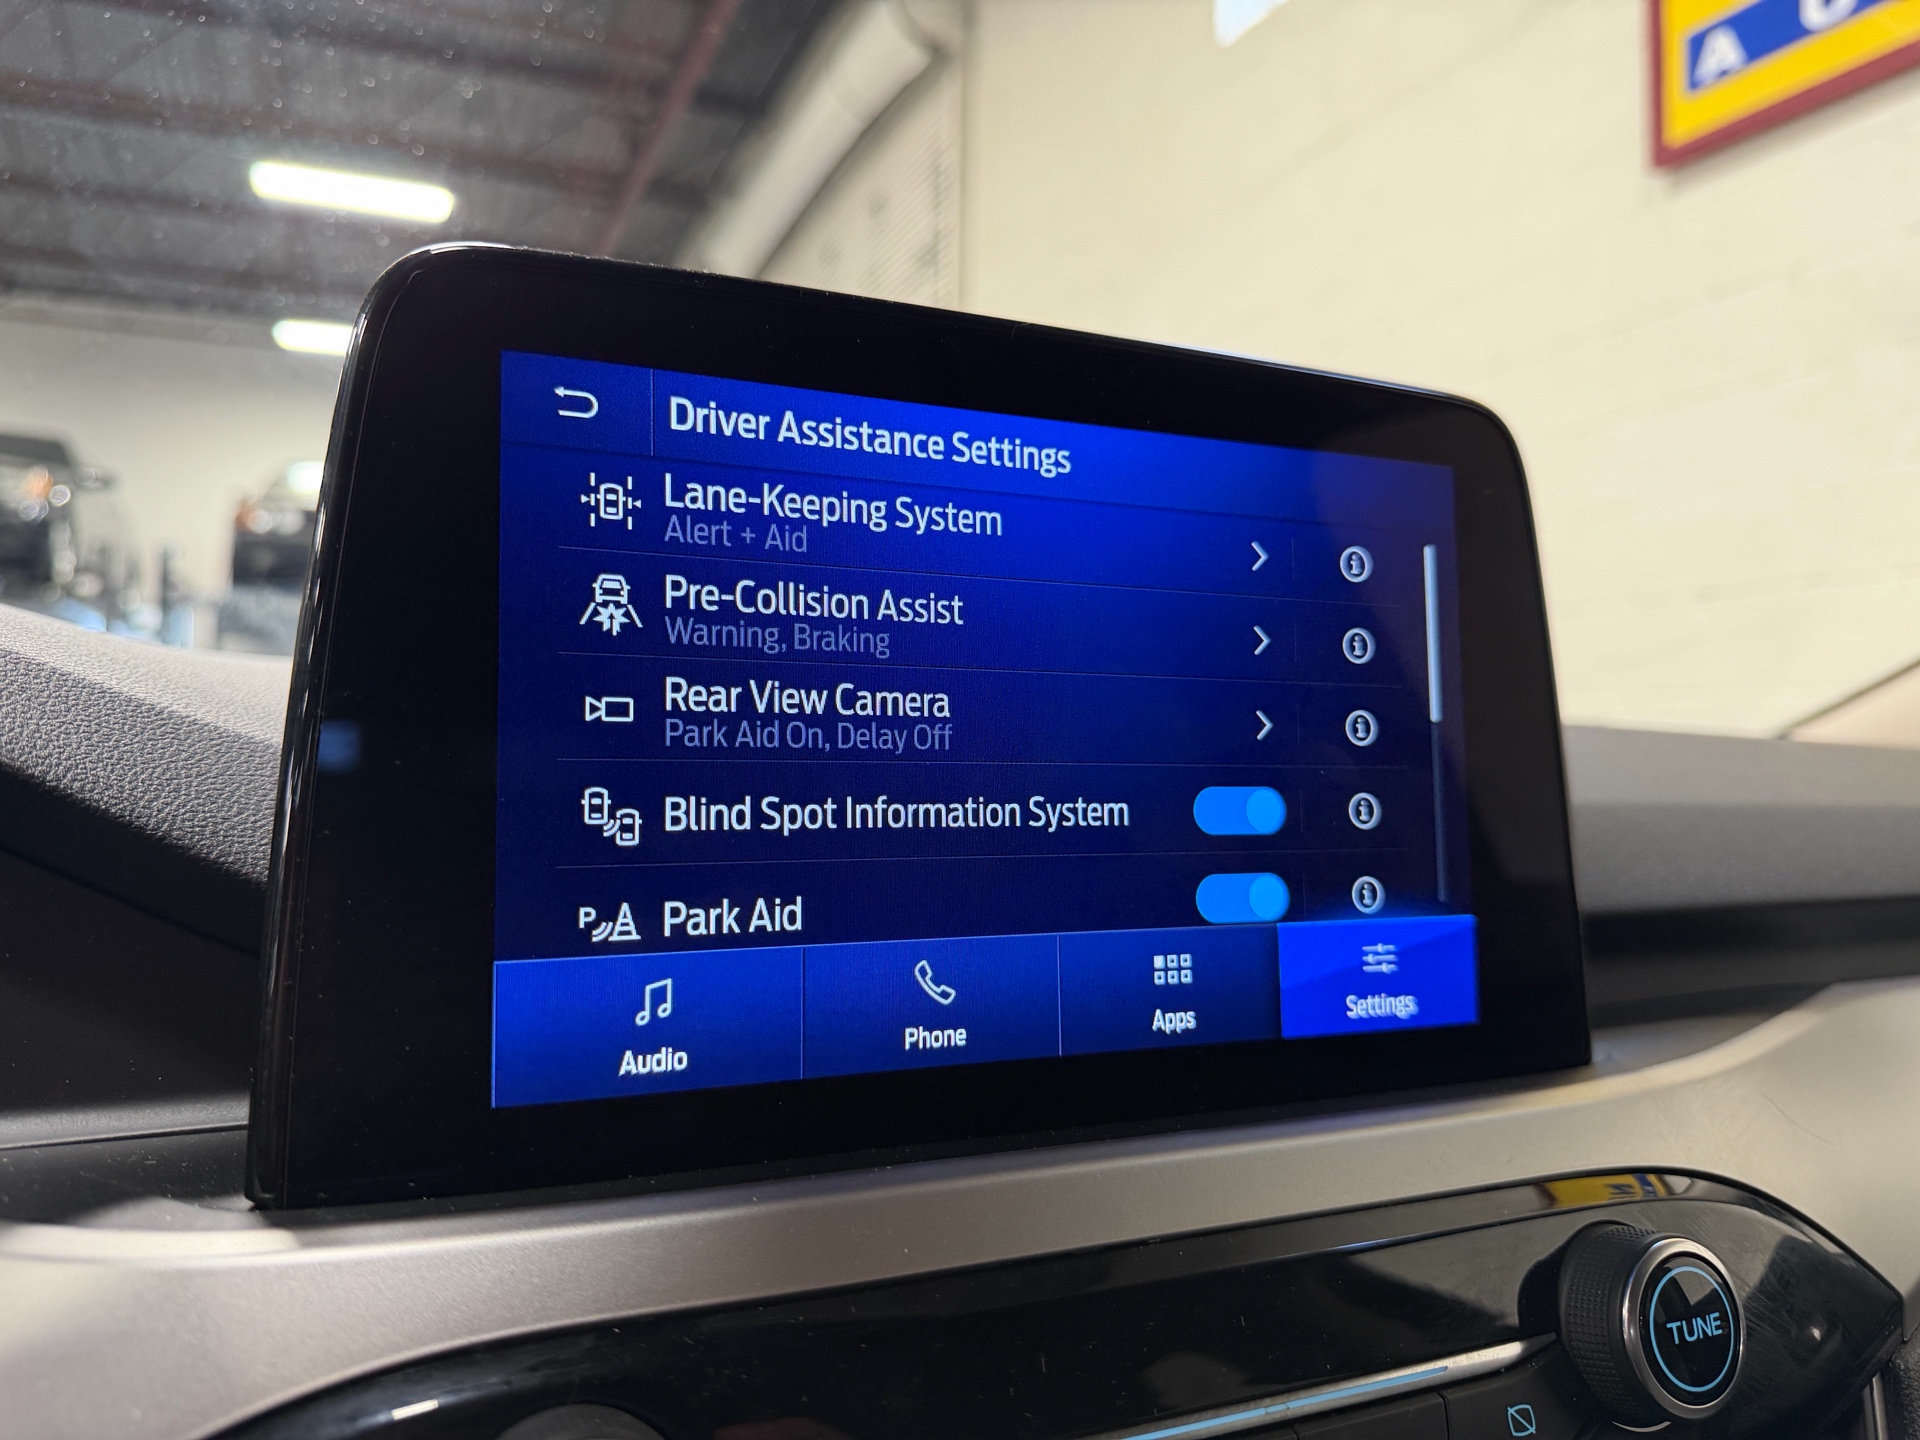 A
Driver Assistance Settings
Lane-Keeping System
Alert + Aid
Pre-Collision Assist
Warning, Braking
Rear View Camera
Park Aid On, Delay Off
Blind Spot Information System
P A Park Aid
Audio
Phone
Apps
Settings
TUNE